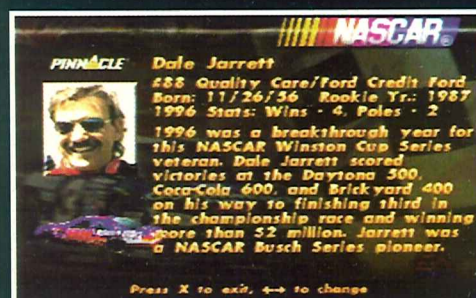 NASCAR®
PINNACLE
Dale Jarrett
#88 Quality Care/Ford Credit Ford
Born: 11/26/56 Rookie Yr.: 1987
1996 Stats: Wins - 4, Poles - 2
1996 was a breakthrough year for
this NASCAR Winston Cup Series
veteran. Dale Jarrett scored
victories at the Daytona 500,
Coca-Cola 600, and Brickyard 400
on his way to finishing third in
the championship race and winning
more than $2 million. Jarrett was
a NASCAR Busch Series pioneer.
Press X to exit, ←→ to change